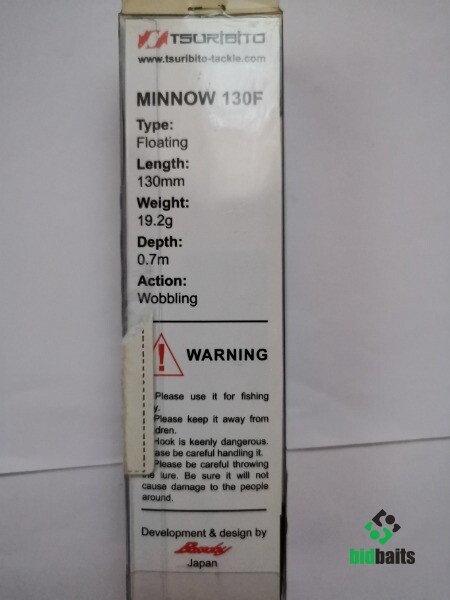 TSURIBITO
www.tsuribito-tackle.com
MINNOW 130F
Type:
Floating
Length:
130mm
Weight:
19.2g
Depth:
0.7m
Action:
Wobbling
WARNING
Please use it for fishing
y.
Please keep it away from
dren.
Hook is keenly dangerous.
ase be careful handling it.
Please be careful throwing
lure. Be sure it will not
cause damage to the people
around.
Development & design by
Japan
bidbaits